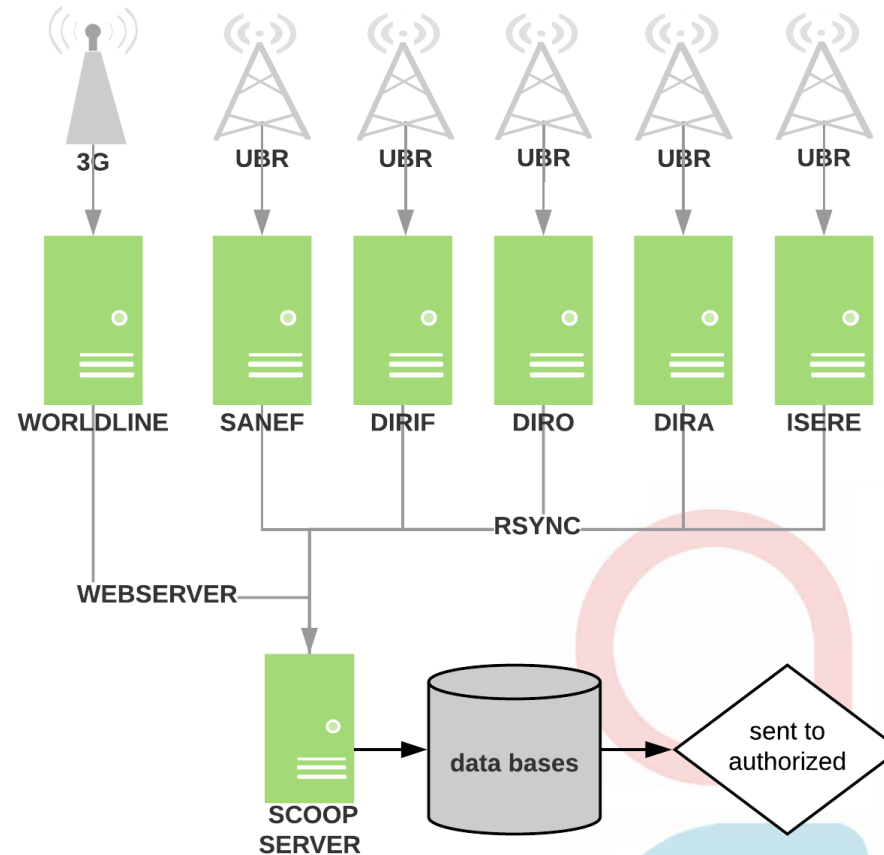 3G
UBR
UBR
UBR
UBR
UBR
WORLDLINE
SANEF
DIRIF
DIRO
DIRA
ISERE
RSYNC
WEBSERVER
SCOOP
SERVER
data bases
sent to
authorized